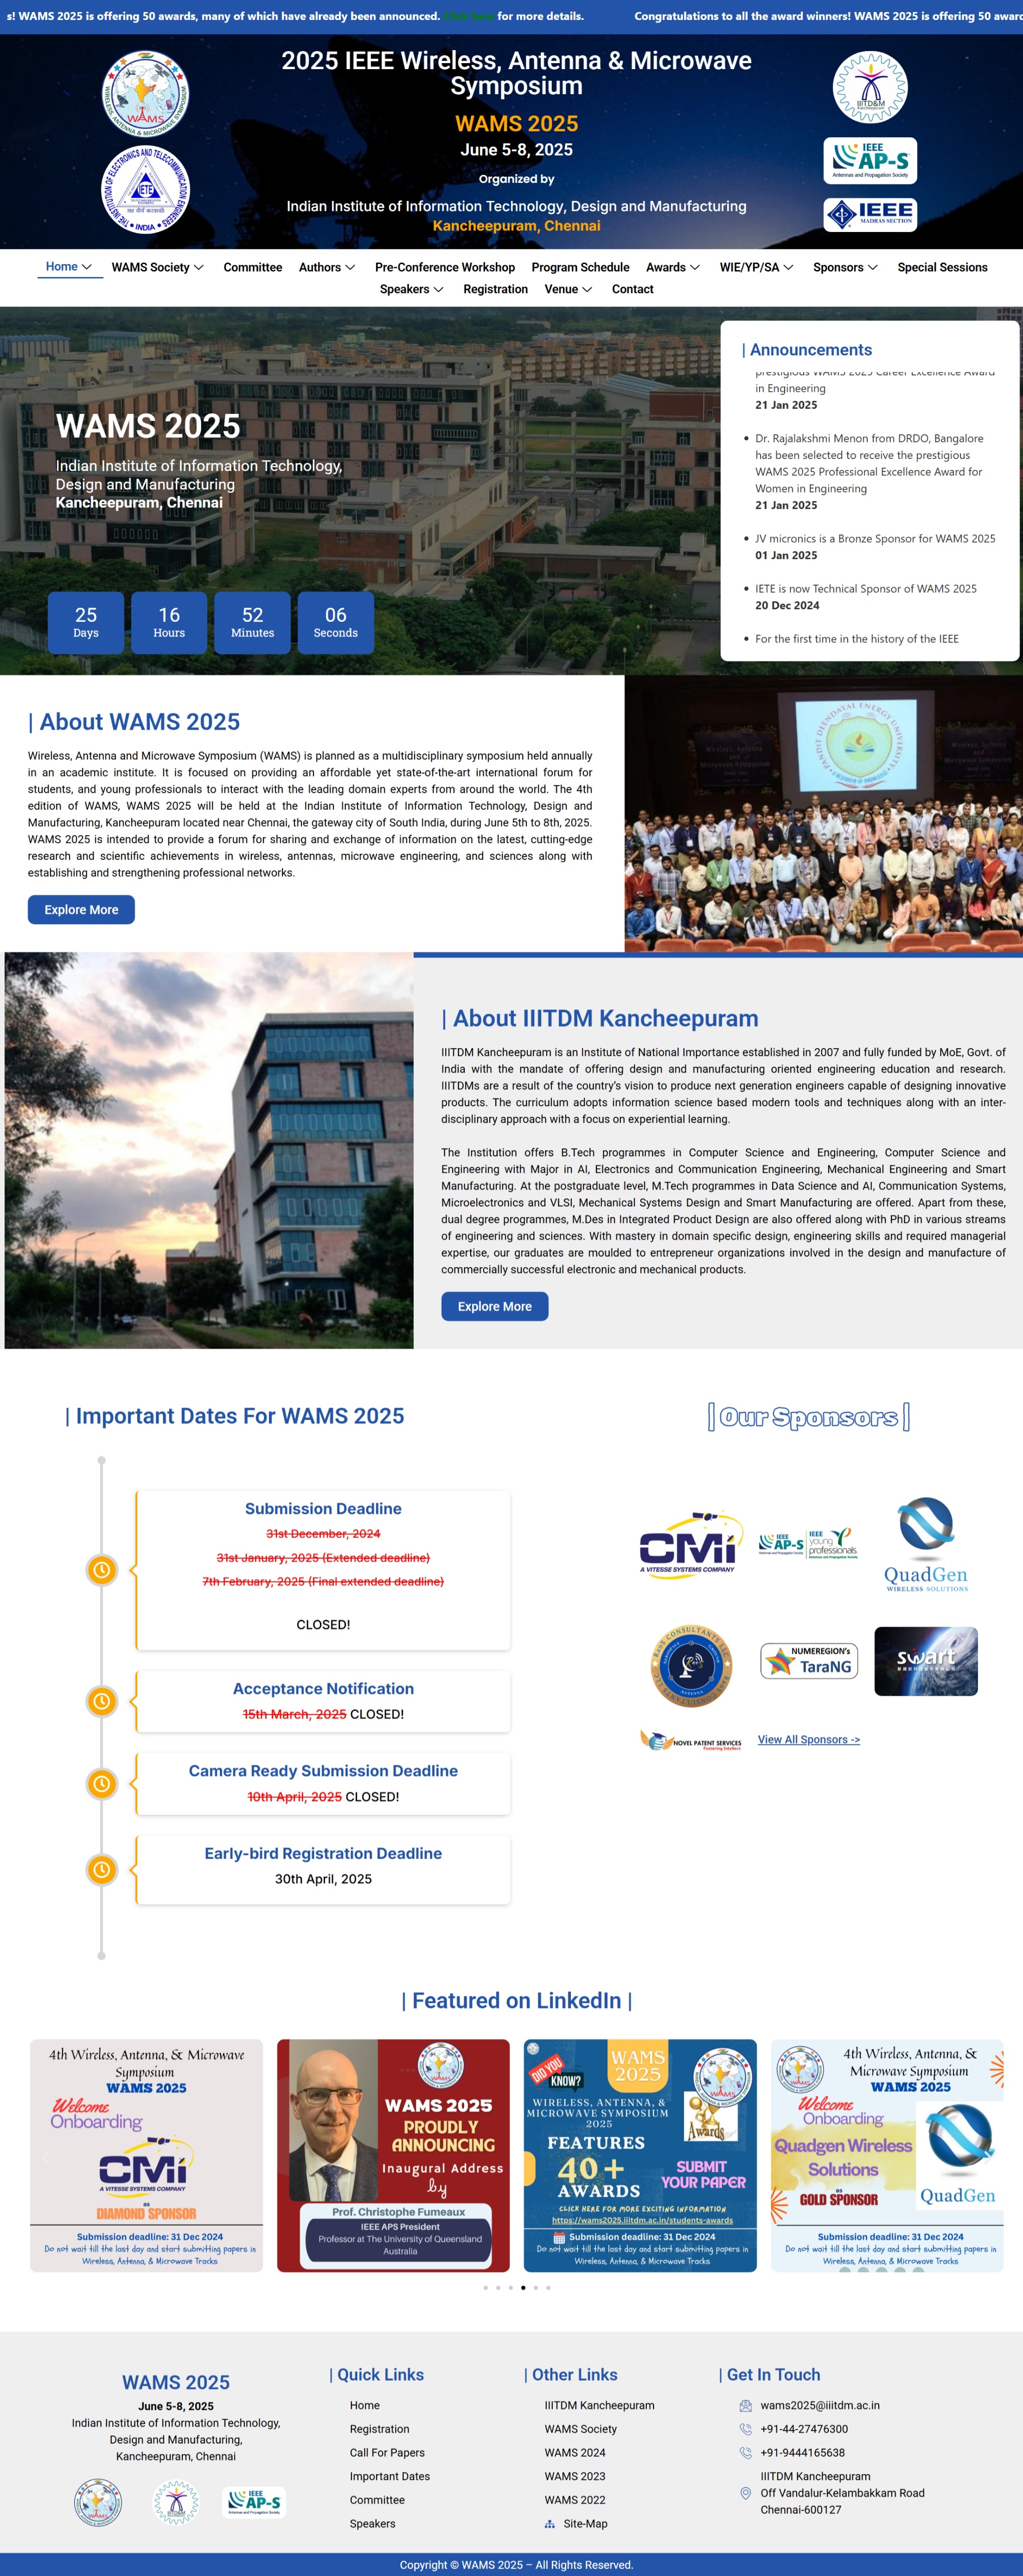 s! WAMS 2025 is offering 50 awards, many of which have already been announced. Click here for more details. Congratulations to all the award winners! WAMS 2025 is offering 50 award
2025 IEEE Wireless, Antenna & Microwave
Symposium
WAMS 2025
June 5-8, 2025
Organized by
Indian Institute of Information Technology, Design and Manufacturing
Kancheepuram, Chennai
WIRELESS, ANTENNA & MICROWAVE SYMPOSIUM
WAMS
THE INSTITUTION OF ELECTRONICS AND TELECOMMUNICATION ENGINEERS
IETE
• INDIA •
IIITD&M
Kancheepuram
IEEE
AP-S
Antennas and Propagation Society
IEEE
MADRAS SECTION
Home WAMS Society Committee Authors Pre-Conference Workshop Program Schedule Awards WIE/YP/SA Sponsors Special Sessions
Speakers Registration Venue Contact
WAMS 2025
Indian Institute of Information Technology,
Design and Manufacturing
Kancheepuram, Chennai
25 16 52 06
Days Hours Minutes Seconds
| Announcements
prestigious WAMS 2025 Career Excellence Award
in Engineering
21 Jan 2025
Dr. Rajalakshmi Menon from DRDO, Bangalore
has been selected to receive the prestigious
WAMS 2025 Professional Excellence Award for
Women in Engineering
21 Jan 2025
JV micronics is a Bronze Sponsor for WAMS 2025
01 Jan 2025
IETE is now Technical Sponsor of WAMS 2025
20 Dec 2024
For the first time in the history of the IEEE
| About WAMS 2025
Wireless, Antenna and Microwave Symposium (WAMS) is planned as a multidisciplinary symposium held annually
in an academic institute. It is focused on providing an affordable yet state-of-the-art international forum for
students, and young professionals to interact with the leading domain experts from around the world. The 4th
edition of WAMS, WAMS 2025 will be held at the Indian Institute of Information Technology, Design and
Manufacturing, Kancheepuram located near Chennai, the gateway city of South India, during June 5th to 8th, 2025.
WAMS 2025 is intended to provide a forum for sharing and exchange of information on the latest, cutting-edge
research and scientific achievements in wireless, antennas, microwave engineering, and sciences along with
establishing and strengthening professional networks.
Explore More
PANDIT DEENDAYAL ENERGY UNIVERSITY
| About IIITDM Kancheepuram
IIITDM Kancheepuram is an Institute of National Importance established in 2007 and fully funded by MoE, Govt. of
India with the mandate of offering design and manufacturing oriented engineering education and research.
IIITDMs are a result of the country's vision to produce next generation engineers capable of designing innovative
products. The curriculum adopts information science based modern tools and techniques along with an inter-
disciplinary approach with a focus on experiential learning.
The Institution offers B.Tech programmes in Computer Science and Engineering, Computer Science and
Engineering with Major in AI, Electronics and Communication Engineering, Mechanical Engineering and Smart
Manufacturing. At the postgraduate level, M.Tech programmes in Data Science and AI, Communication Systems,
Microelectronics and VLSI, Mechanical Systems Design and Smart Manufacturing are offered. Apart from these,
dual degree programmes, M.Des in Integrated Product Design are also offered along with PhD in various streams
of engineering and sciences. With mastery in domain specific design, engineering skills and required managerial
expertise, our graduates are moulded to entrepreneur organizations involved in the design and manufacture of
commercially successful electronic and mechanical products.
Explore More
| Important Dates For WAMS 2025
Submission Deadline
31st December, 2024
31st January, 2025 (Extended deadline)
7th February, 2025 (Final extended deadline)
CLOSED!
Acceptance Notification
15th March, 2025 CLOSED!
Camera Ready Submission Deadline
10th April, 2025 CLOSED!
Early-bird Registration Deadline
30th April, 2025
| Our Sponsors |
CMi
A VITESSE SYSTEMS COMPANY
IEEE AP-S IEEE young professionals
QuadGen
WIRELESS SOLUTIONS
RAAS CONSULTANTS LLC
NUMEREGION's
TaraNG
swart
NOVEL PATENT SERVICES
Fostering Intellect
View All Sponsors ->
| Featured on LinkedIn |
4th Wireless, Antenna, & Microwave
Symposium
WAMS 2025
Welcome
Onboarding
CMi
A VITESSE SYSTEMS COMPANY
as
DIAMOND SPONSOR
Submission deadline: 31 Dec 2024
Do not wait till the last day and start submitting papers in
Wireless, Antenna, & Microwave Tracks
WAMS 2025
PROUDLY
ANNOUNCING
Inaugural Address
by
Prof. Christophe Fumeaux
IEEE APS President
Professor at The University of Queensland
Australia
DID YOU
KNOW?
WAMS
2025
WIRELESS, ANTENNA, &
MICROWAVE SYMPOSIUM
2025
FEATURES
40+
AWARDS
Awards
SUBMIT
YOUR PAPER
CLICK HERE FOR MORE EXCITING INFORMATION
https://wams2025.iiitdm.ac.in/students-awards
Submission deadline: 31 Dec 2024
Do not wait till the last day and start submitting papers in
Wireless, Antenna, & Microwave Tracks
4th Wireless, Antenna, &
Microwave Symposium
WAMS 2025
Welcome
Onboarding
Quadgen Wireless
Solutions
as
GOLD SPONSOR
QuadGen
Submission deadline: 31 Dec 2024
Do not wait till the last day and start submitting papers in
Wireless, Antenna, & Microwave Tracks
WAMS 2025
June 5-8, 2025
Indian Institute of Information Technology,
Design and Manufacturing,
Kancheepuram, Chennai
IEEE
AP-S
Antennas and Propagation Society
| Quick Links
Home
Registration
Call For Papers
Important Dates
Committee
Speakers
| Other Links
IIITDM Kancheepuram
WAMS Society
WAMS 2024
WAMS 2023
WAMS 2022
Site-Map
| Get In Touch
wams2025@iiitdm.ac.in
+91-44-27476300
+91-9444165638
IIITDM Kancheepuram
Off Vandalur-Kelambakkam Road
Chennai-600127
Copyright © WAMS 2025 – All Rights Reserved.